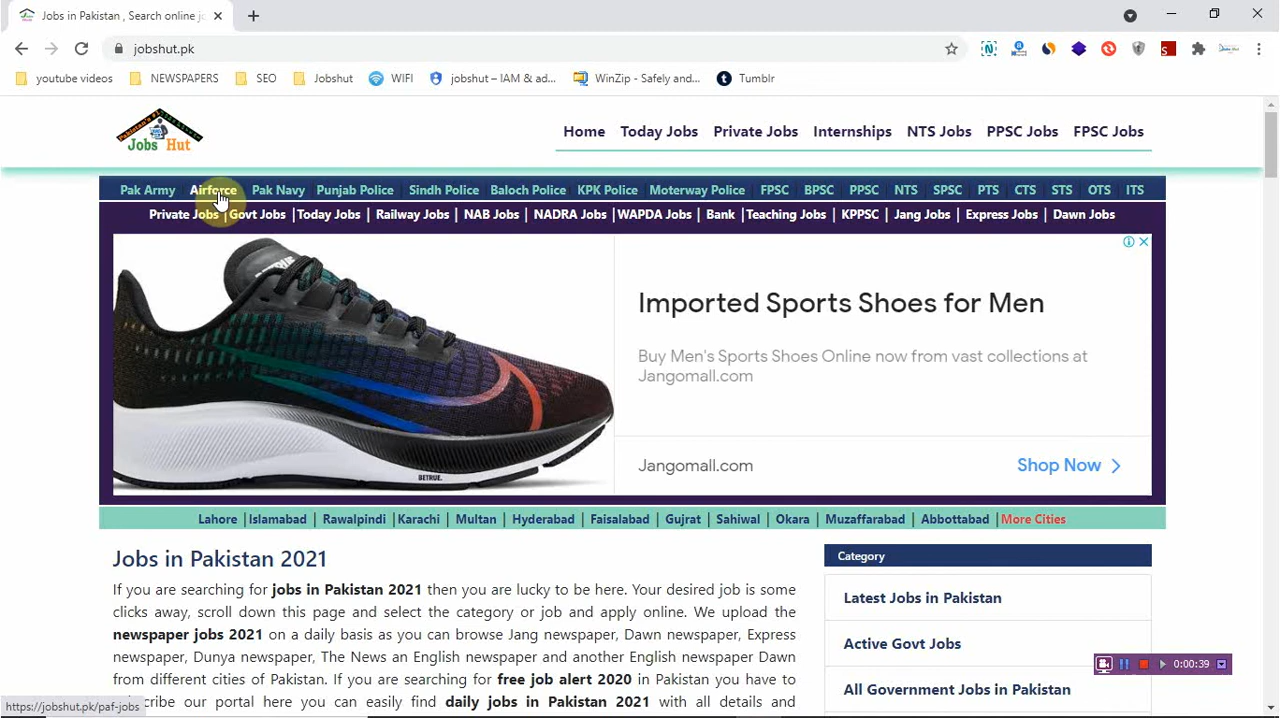 Jobs in Pakistan , Search online jo
jobshut.pk
youtube videos NEWSPAPERS SEO Jobshut WIFI jobshut – IAM & ad... WinZip - Safely and... Tumblr
Jobs Hut
Home Today Jobs Private Jobs Internships NTS Jobs PPSC Jobs FPSC Jobs
Pak Army Airforce Pak Navy Punjab Police Sindh Police Baloch Police KPK Police Moterway Police FPSC BPSC PPSC NTS SPSC PTS CTS STS OTS ITS
Private Jobs | Govt Jobs | Today Jobs | Railway Jobs | NAB Jobs | NADRA Jobs | WAPDA Jobs | Bank | Teaching Jobs | KPPSC | Jang Jobs | Express Jobs | Dawn Jobs
Imported Sports Shoes for Men
Buy Men's Sports Shoes Online now from vast collections at
Jangomall.com
Jangomall.com Shop Now
BETRUE.
Lahore | Islamabad | Rawalpindi | Karachi | Multan | Hyderabad | Faisalabad | Gujrat | Sahiwal | Okara | Muzaffarabad | Abbottabad | More Cities
Jobs in Pakistan 2021
If you are searching for jobs in Pakistan 2021 then you are lucky to be here. Your desired job is some
clicks away, scroll down this page and select the category or job and apply online. We upload the
newspaper jobs 2021 on a daily basis as you can browse Jang newspaper, Dawn newspaper, Express
newspaper, Dunya newspaper, The News an English newspaper and another English newspaper Dawn
from different cities of Pakistan. If you are searching for free job alert 2020 in Pakistan you have to
scribe our portal here you can easily find daily jobs in Pakistan 2021 with all details and
Category
Latest Jobs in Pakistan
Active Govt Jobs
All Government Jobs in Pakistan
0:00:39
https://jobshut.pk/paf-jobs